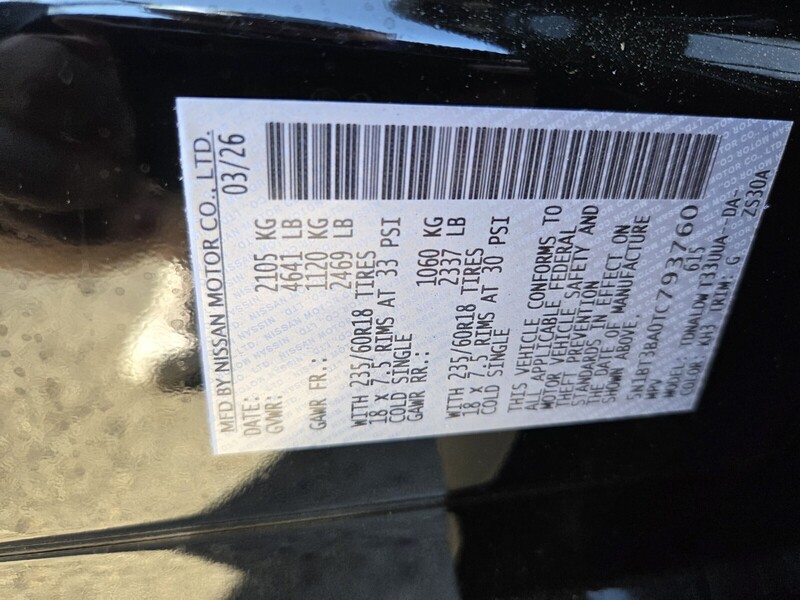 MFD BY NISSAN MOTOR CO., LTD.
DATE: 03/26
GVWR: 2105 KG
4641 LB
GAWR FR.: 1120 KG
2469 LB
WITH 235/60R18 TIRES
18 X 7.5 RIMS AT 33 PSI
COLD SINGLE
GAWR RR.: 1060 KG
2337 LB
WITH 235/60R18 TIRES
18 X 7.5 RIMS AT 30 PSI
COLD SINGLE
THIS VEHICLE CONFORMS TO
ALL APPLICABLE FEDERAL
MOTOR VEHICLE SAFETY AND
THEFT PREVENTION
STANDARDS IN EFFECT ON
THE DATE OF MANUFACTURE
SHOWN ABOVE.
5N1BT3BA0TC793760
MPV 615
MODEL: TDNALDW T33UUA--DA-
COLOR: KH3 TRIM: G ZS30A